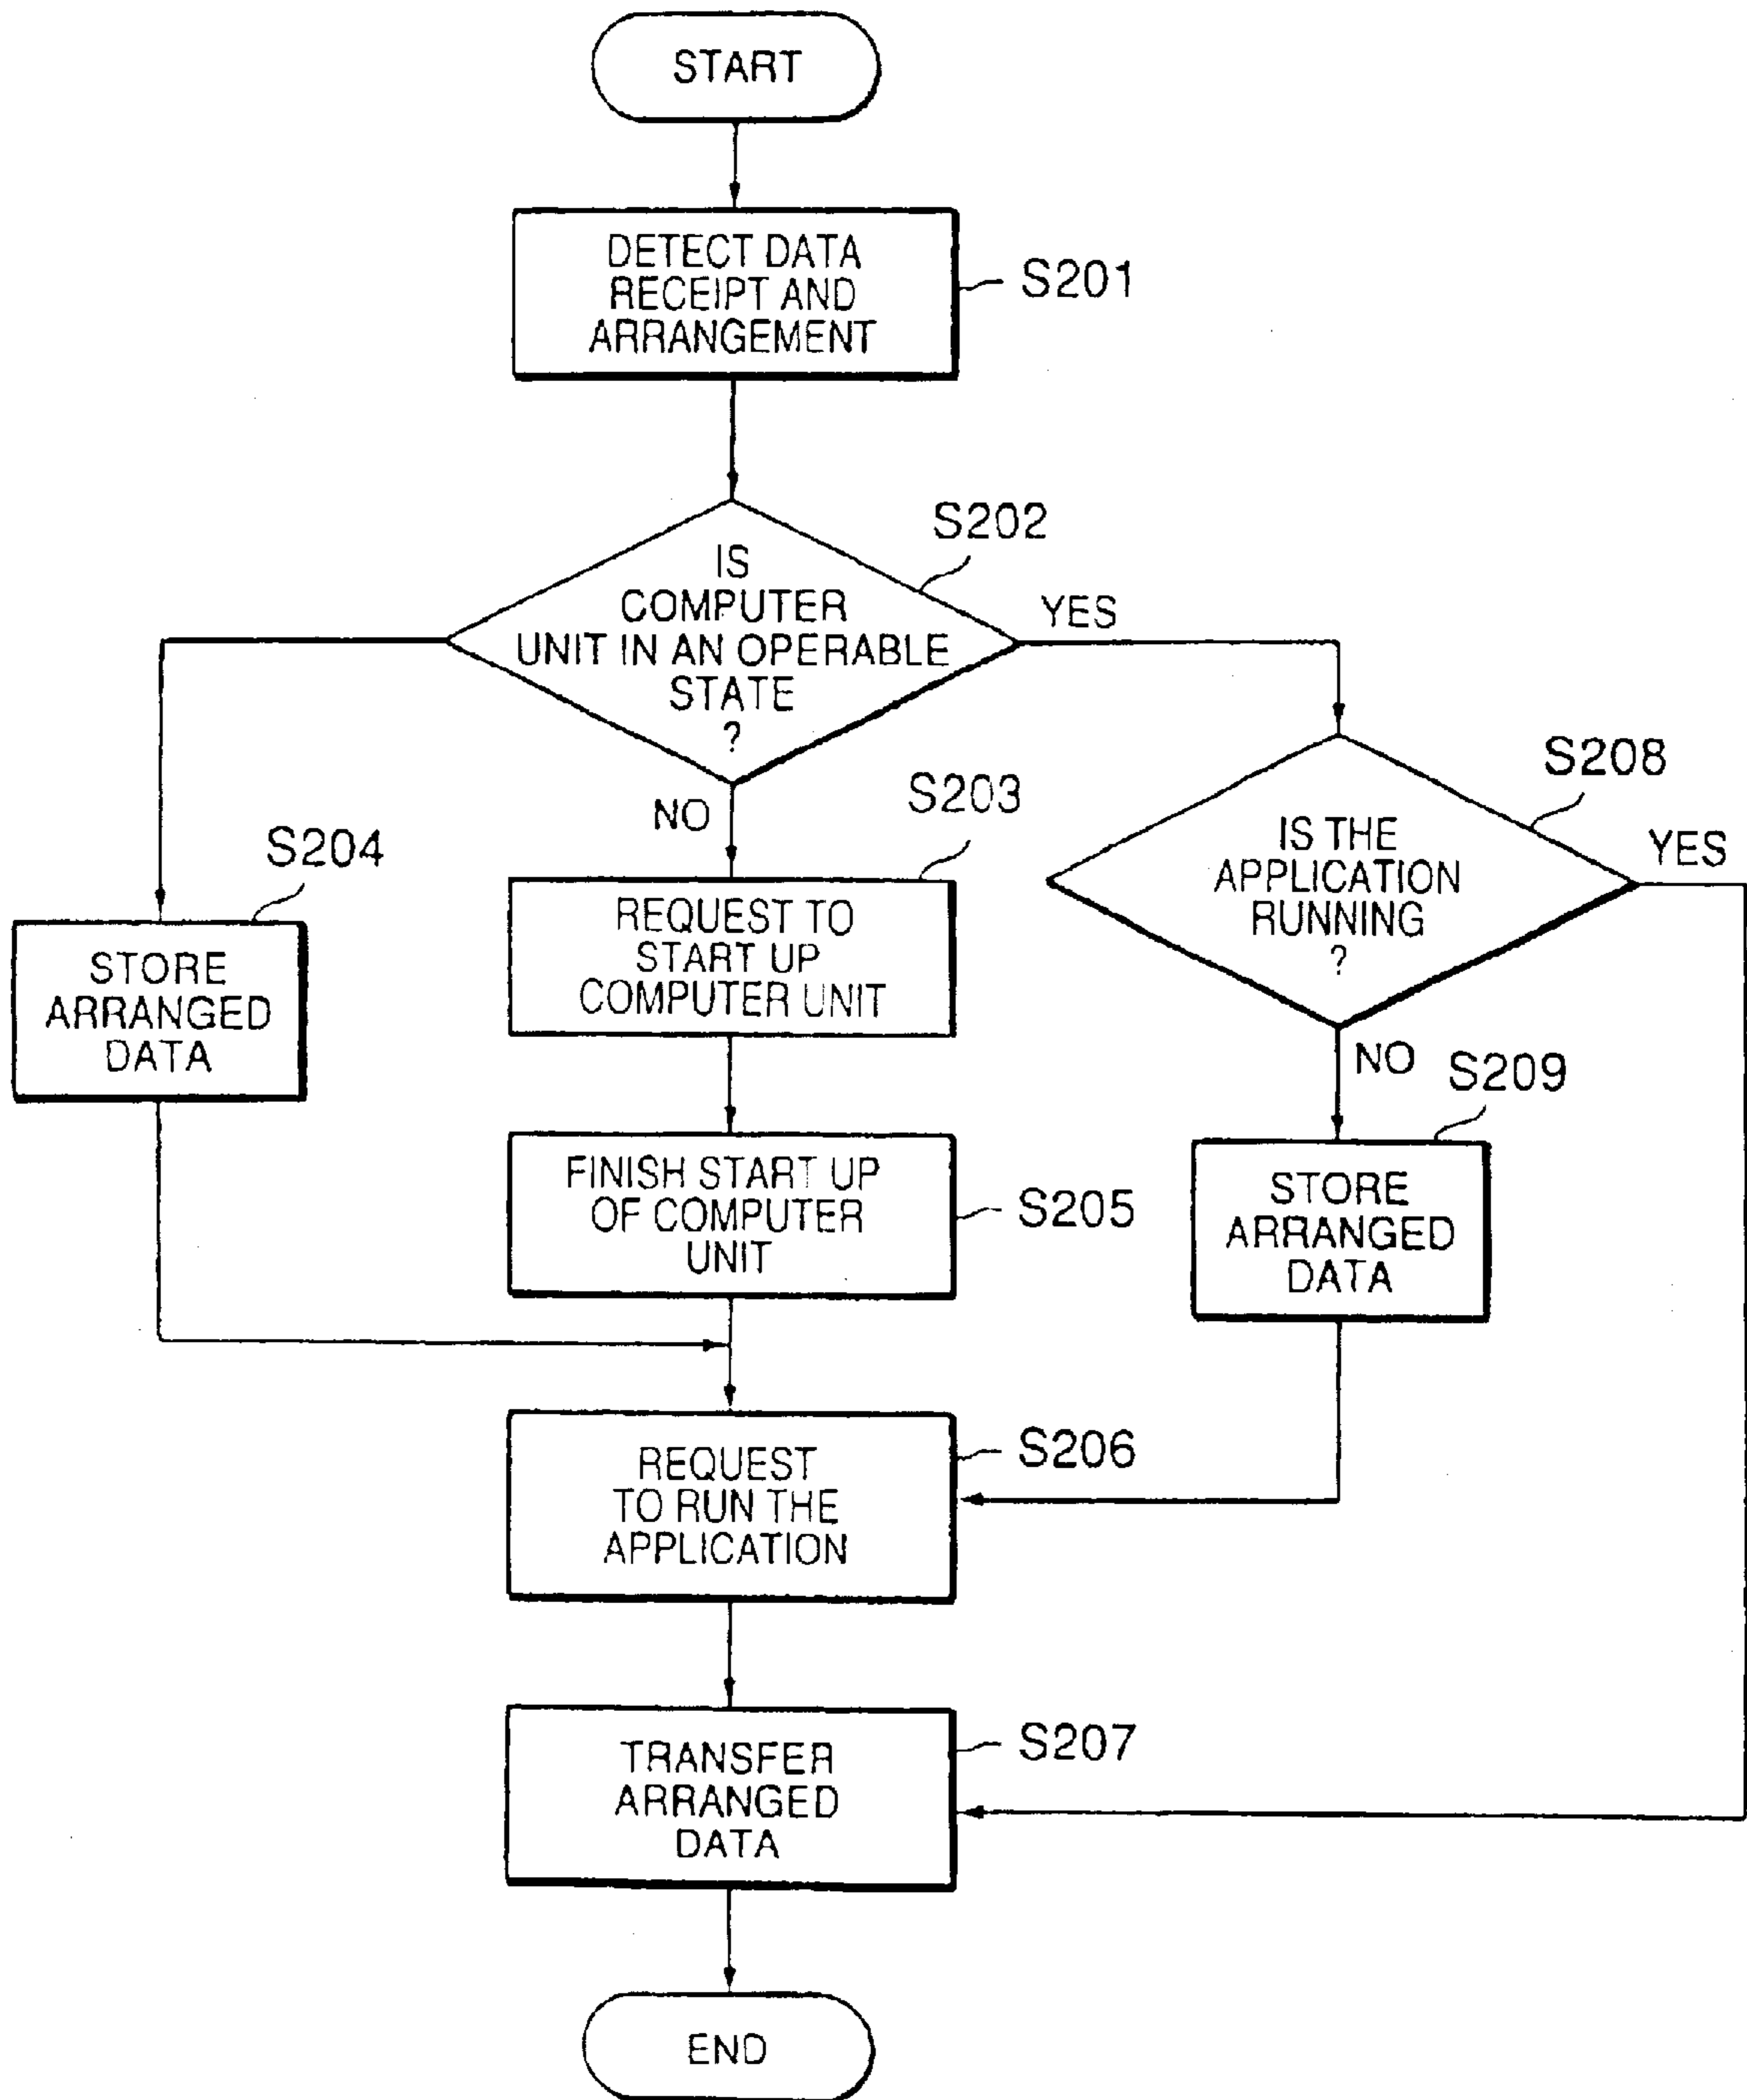 START
DETECT DATA
RECEIPT AND
ARRANGEMENT
S201
S202
IS
COMPUTER
UNIT IN AN OPERABLE
STATE
?
YES
NO
S203
REQUEST TO
START UP
COMPUTER UNIT
S204
STORE
ARRANGED
DATA
S208
IS THE
APPLICATION
RUNNING
?
YES
NO
FINISH START UP
OF COMPUTER
UNIT
S205
S209
STORE
ARRANGED
DATA
REQUEST
TO RUN THE
APPLICATION
S206
TRANSFER
ARRANGED
DATA
S207
END